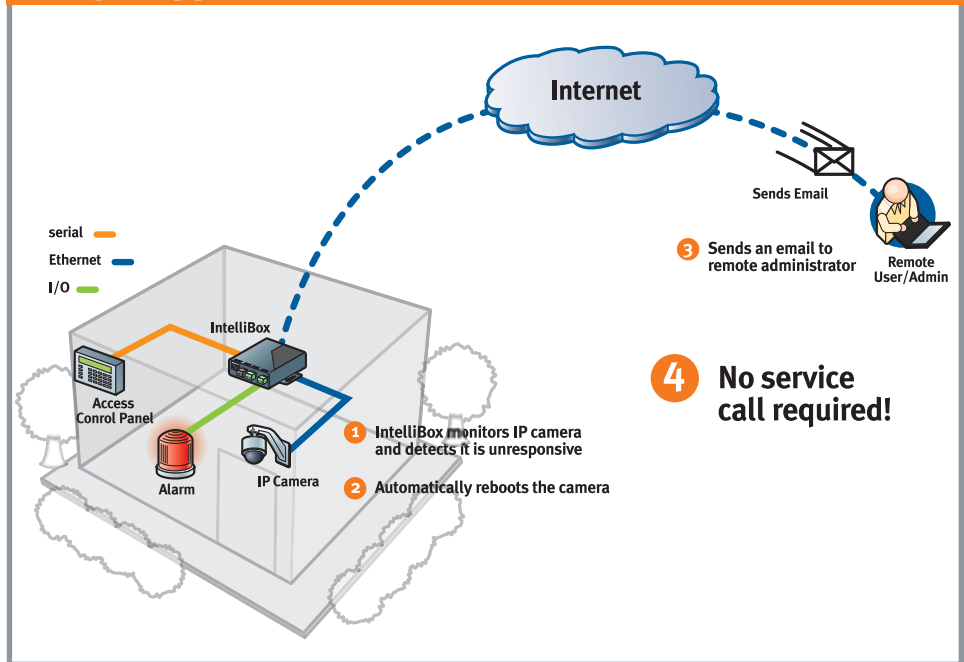 Internet
Sends Email
serial
Ethernet
I/O
3 Sends an email to
remote administrator
Remote
User/Admin
IntelliBox
Access
Conrol Panel
4 No service
call required!
1 IntelliBox monitors IP camera
and detects it is unresponsive
Alarm
IP Camera
2 Automatically reboots the camera